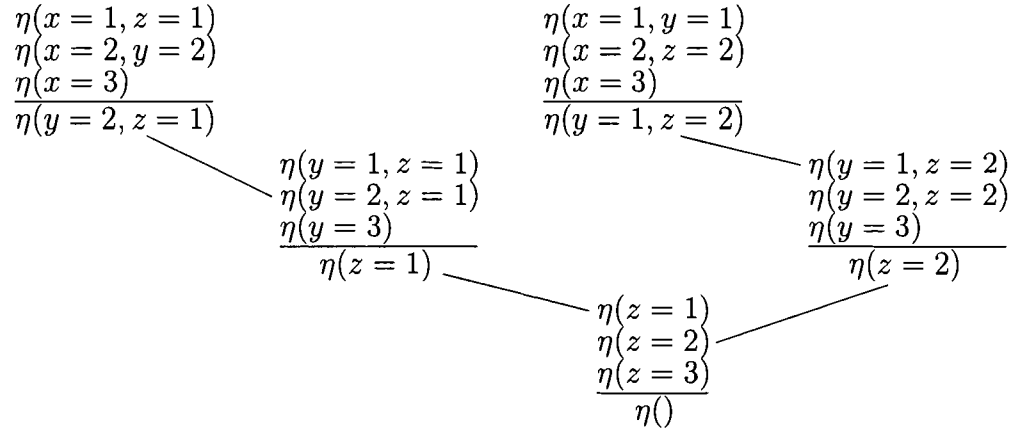 η(x = 1, z = 1)
η(x = 2, y = 2)
η(x = 3)
η(y = 2, z = 1)
η(x = 1, y = 1)
η(x = 2, z = 2)
η(x = 3)
η(y = 1, z = 2)
η(y = 1, z = 1)
η(y = 2, z = 1)
η(y = 3)
η(z = 1)
η(y = 1, z = 2)
η(y = 2, z = 2)
η(y = 3)
η(z = 2)
η(z = 1)
η(z = 2)
η(z = 3)
η()